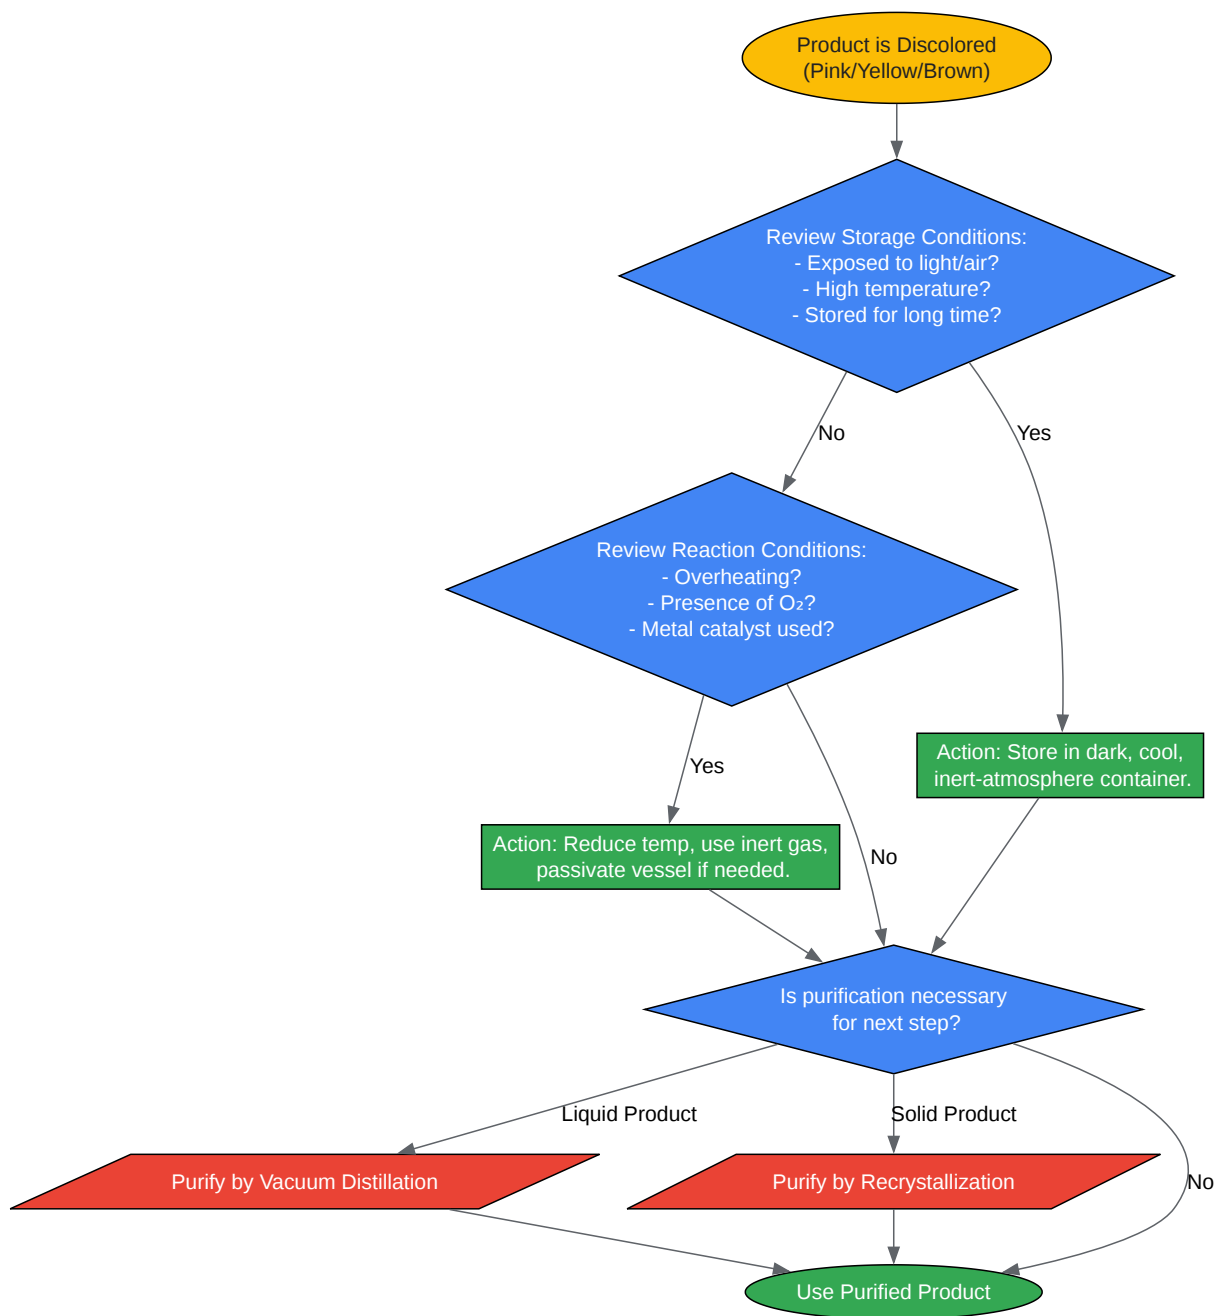 Product is Discolored
(Pink/Yellow/Brown)
Review Storage Conditions:
- Exposed to light/air?
- High temperature?
- Stored for long time?
No
Yes
Review Reaction Conditions:
- Overheating?
- Presence of O₂?
- Metal catalyst used?
Yes
No
Action: Store in dark, cool,
inert-atmosphere container.
Action: Reduce temp, use inert gas,
passivate vessel if needed.
Is purification necessary
for next step?
Liquid Product
Solid Product
No
Purify by Vacuum Distillation
Purify by Recrystallization
Use Purified Product